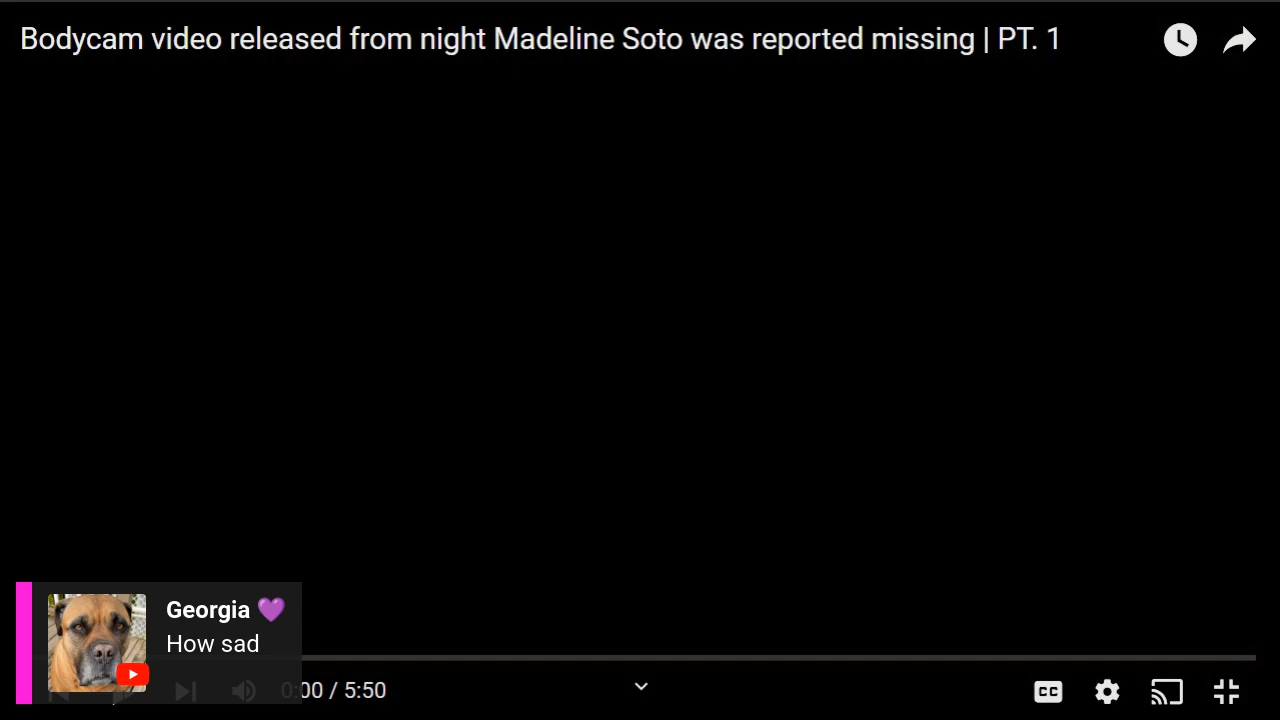 Bodycam video released from night Madeline Soto was reported missing | PT. 1
Georgia 💜
How sad
0:00 / 5:50
CC